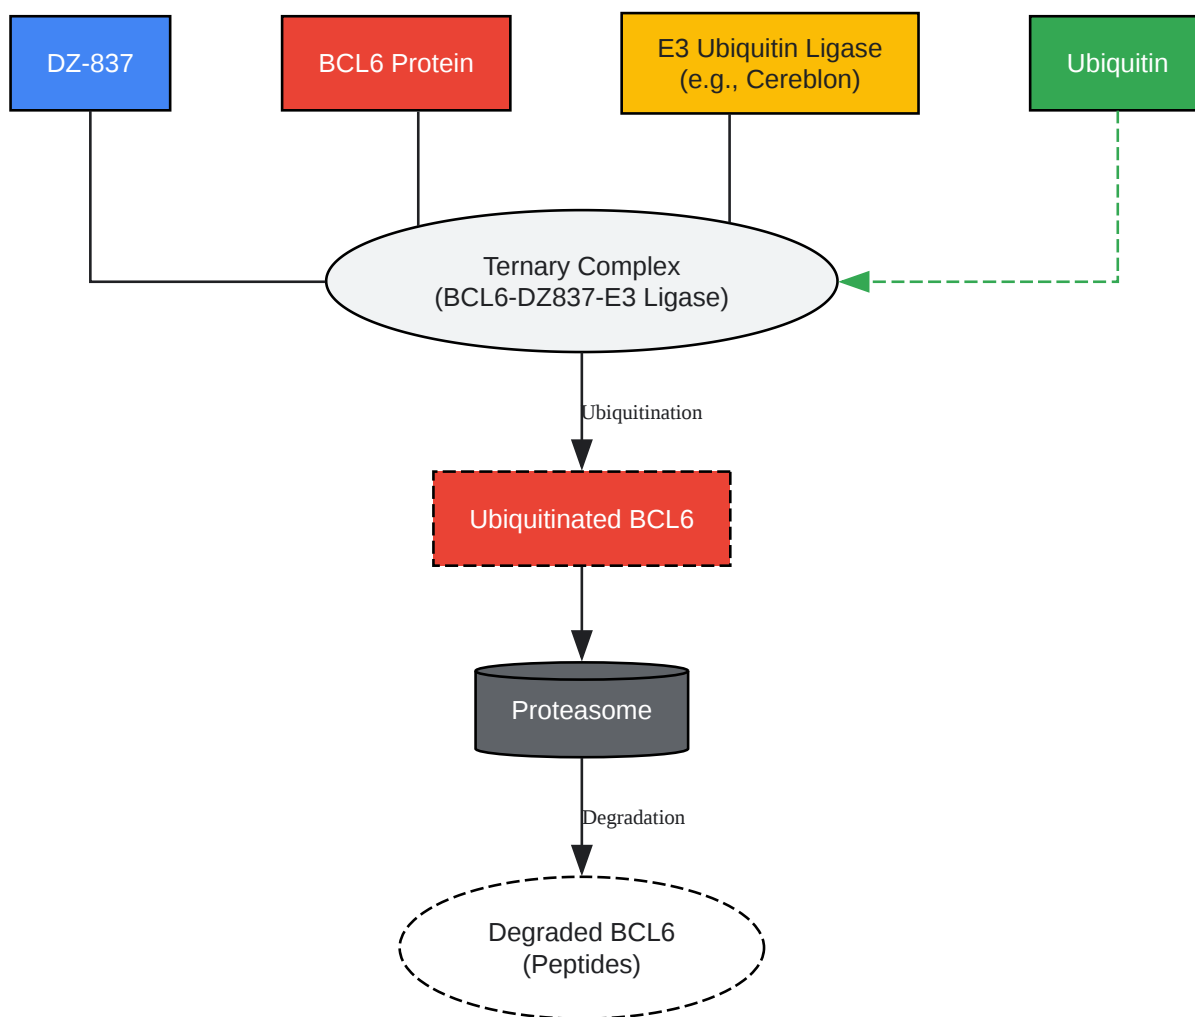 DZ-837
BCL6 Protein
E3 Ubiquitin Ligase
(e.g., Cereblon)
Ubiquitin
Ternary Complex
(BCL6-DZ837-E3 Ligase)
Ubiquitination
Ubiquitinated BCL6
Proteasome
Degradation
Degraded BCL6
(Peptides)